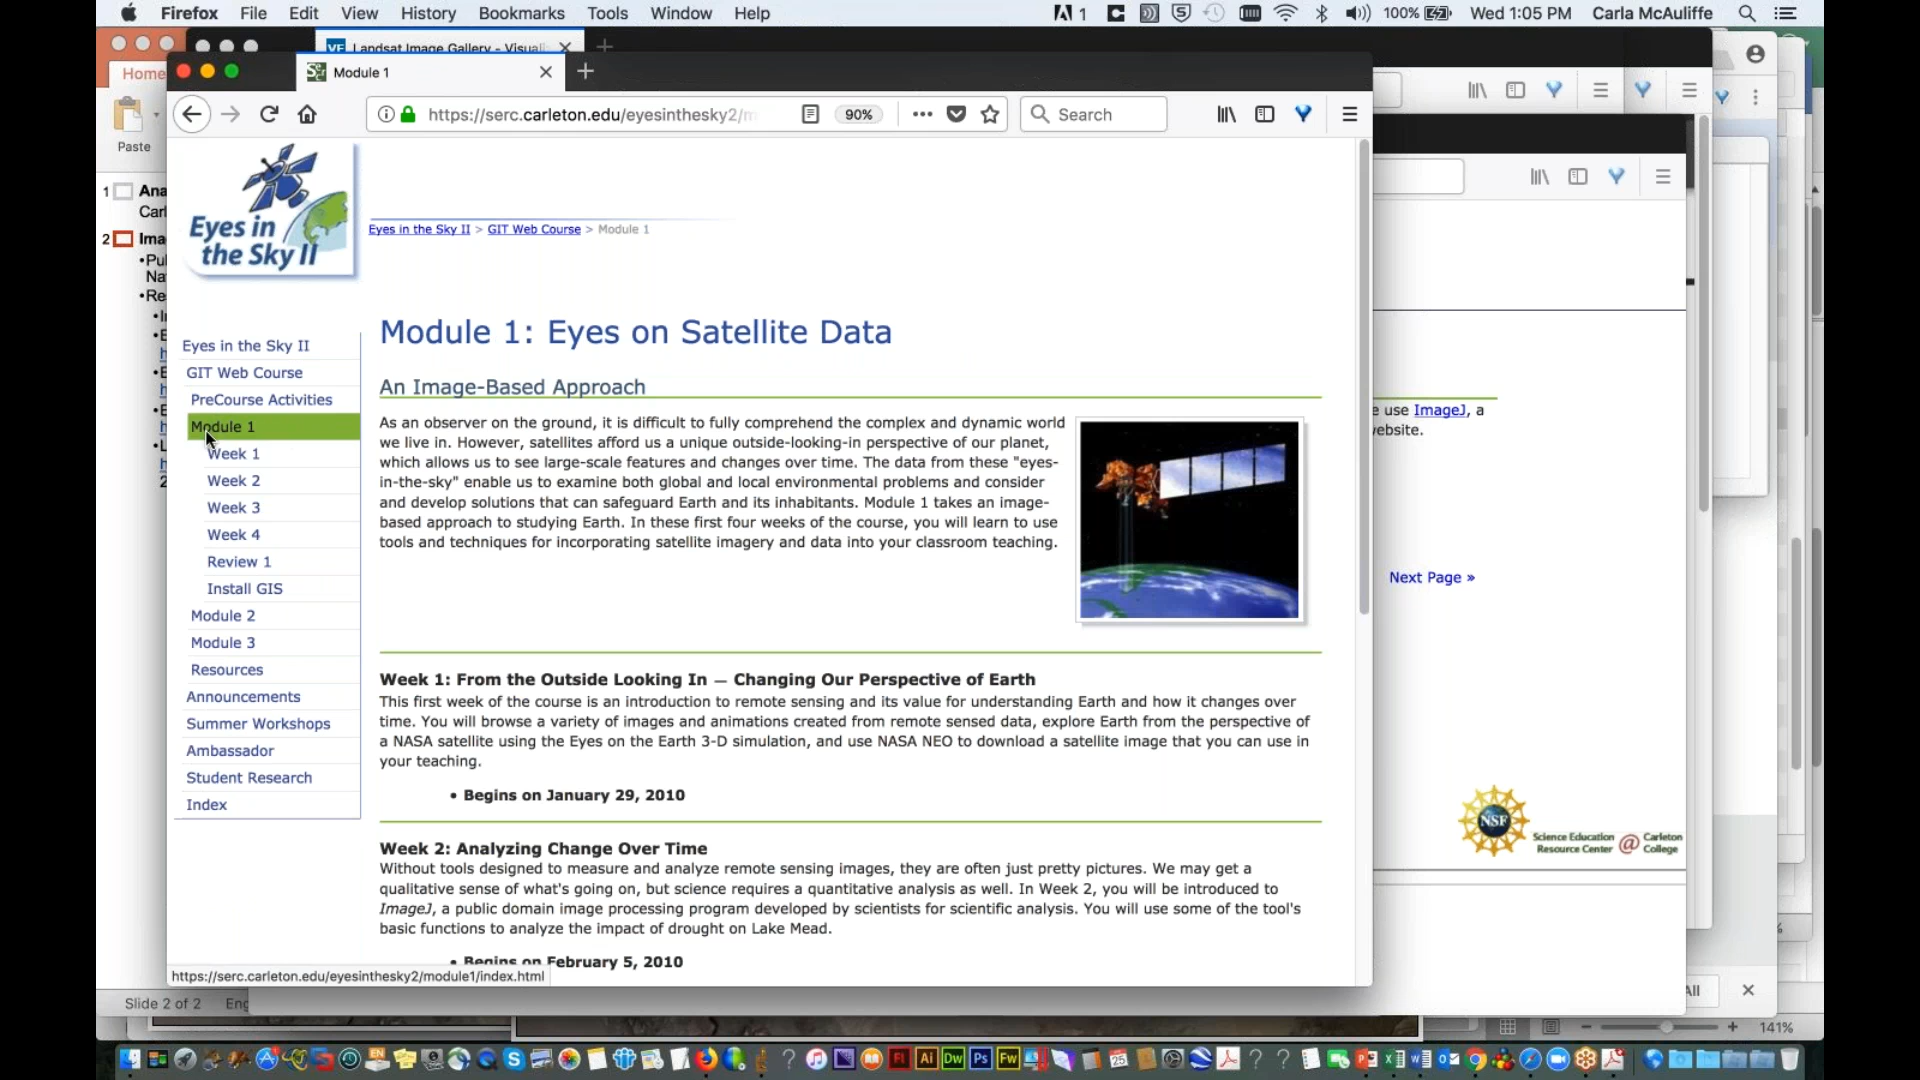 Firefox File Edit View History Bookmarks Tools Window Help 1 100% Wed 1:05 PM Carla McAuliffe
Landsat Image Gallery - Visuali
Home
Module 1
https://serc.carleton.edu/eyesinthesky2/m
90%
Search
Paste
Eyes in
the Sky II
Eyes in the Sky II > GIT Web Course > Module 1
1 Ana
Carl
2 Ima
•Pu
Na
•Re
Eyes in the Sky II
GIT Web Course
PreCourse Activities
Module 1
Week 1
Week 2
Week 3
Week 4
Review 1
Install GIS
Module 2
Module 3
Resources
Announcements
Summer Workshops
Ambassador
Student Research
Index
Module 1: Eyes on Satellite Data
An Image-Based Approach
As an observer on the ground, it is difficult to fully comprehend the complex and dynamic world
we live in. However, satellites afford us a unique outside-looking-in perspective of our planet,
which allows us to see large-scale features and changes over time. The data from these "eyes-
in-the-sky" enable us to examine both global and local environmental problems and consider
and develop solutions that can safeguard Earth and its inhabitants. Module 1 takes an image-
based approach to studying Earth. In these first four weeks of the course, you will learn to use
tools and techniques for incorporating satellite imagery and data into your classroom teaching.
Week 1: From the Outside Looking In — Changing Our Perspective of Earth
This first week of the course is an introduction to remote sensing and its value for understanding Earth and how it changes over
time. You will browse a variety of images and animations created from remote sensed data, explore Earth from the perspective of
a NASA satellite using the Eyes on the Earth 3-D simulation, and use NASA NEO to download a satellite image that you can use in
your teaching.
• Begins on January 29, 2010
Week 2: Analyzing Change Over Time
Without tools designed to measure and analyze remote sensing images, they are often just pretty pictures. We may get a
qualitative sense of what's going on, but science requires a quantitative analysis as well. In Week 2, you will be introduced to
ImageJ, a public domain image processing program developed by scientists for scientific analysis. You will use some of the tool's
basic functions to analyze the impact of drought on Lake Mead.
• Begins on February 5, 2010
https://serc.carleton.edu/eyesinthesky2/module1/index.html
e use ImageJ, a
ebsite.
Next Page »
NSF
Science Education
Resource Center @ Carleton
College
All
Slide 2 of 2 Eng
141%